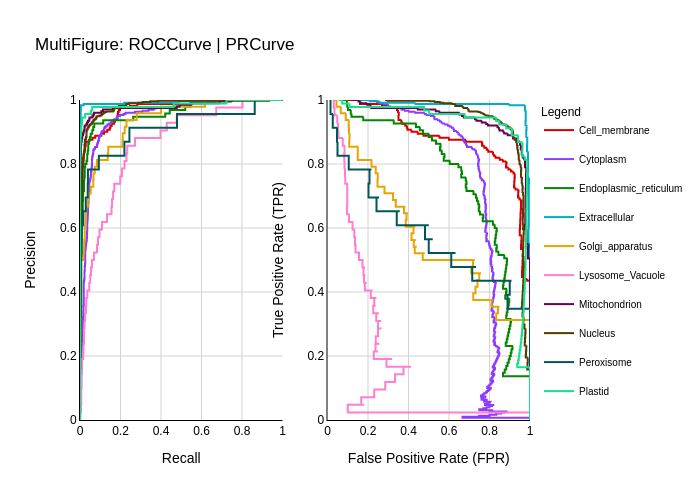 MultiFigure: ROCCurve | PRCurve
Precision
1
0.8
0.6
0.4
0.2
0
0 0.2 0.4 0.6 0.8 1
Recall
True Positive Rate (TPR)
1
0.8
0.6
0.4
0.2
0
0 0.2 0.4 0.6 0.8 1
False Positive Rate (FPR)
Legend
Cell_membrane
Cytoplasm
Endoplasmic_reticulum
Extracellular
Golgi_apparatus
Lysosome_Vacuole
Mitochondrion
Nucleus
Peroxisome
Plastid